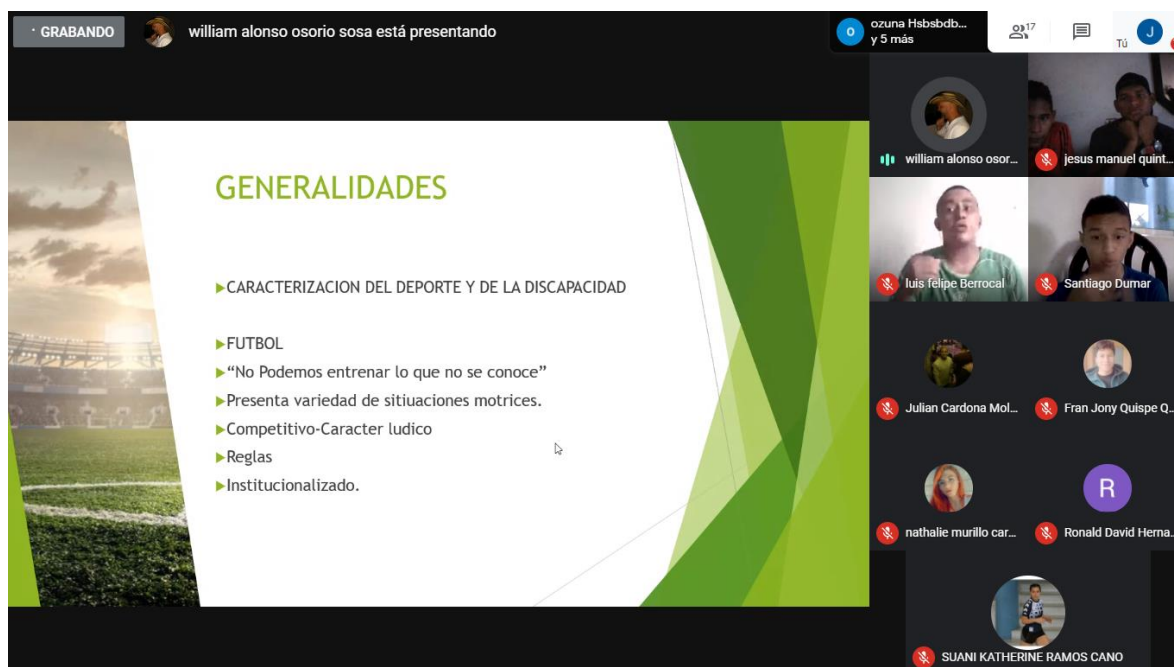 · GRABANDO
william alonso osorio sosa está presentando
O
ozuna Hsbsbdb...
y 5 más
17
Tú
J
GENERALIDADES
CARACTERIZACION DEL DEPORTE Y DE LA DISCAPACIDAD
FUTBOL
“No Podemos entrenar lo que no se conoce”
Presenta variedad de sitiuaciones motrices.
Competitivo-Caracter ludico
Reglas
Institucionalizado.
william alonso osor...
jesus manuel quint...
luis felipe Berrocal
Santiago Dumar
Julian Cardona Mol...
Fran Jony Quispe Q...
nathalie murillo car...
R
Ronald David Herna...
SUANI KATHERINE RAMOS CANO